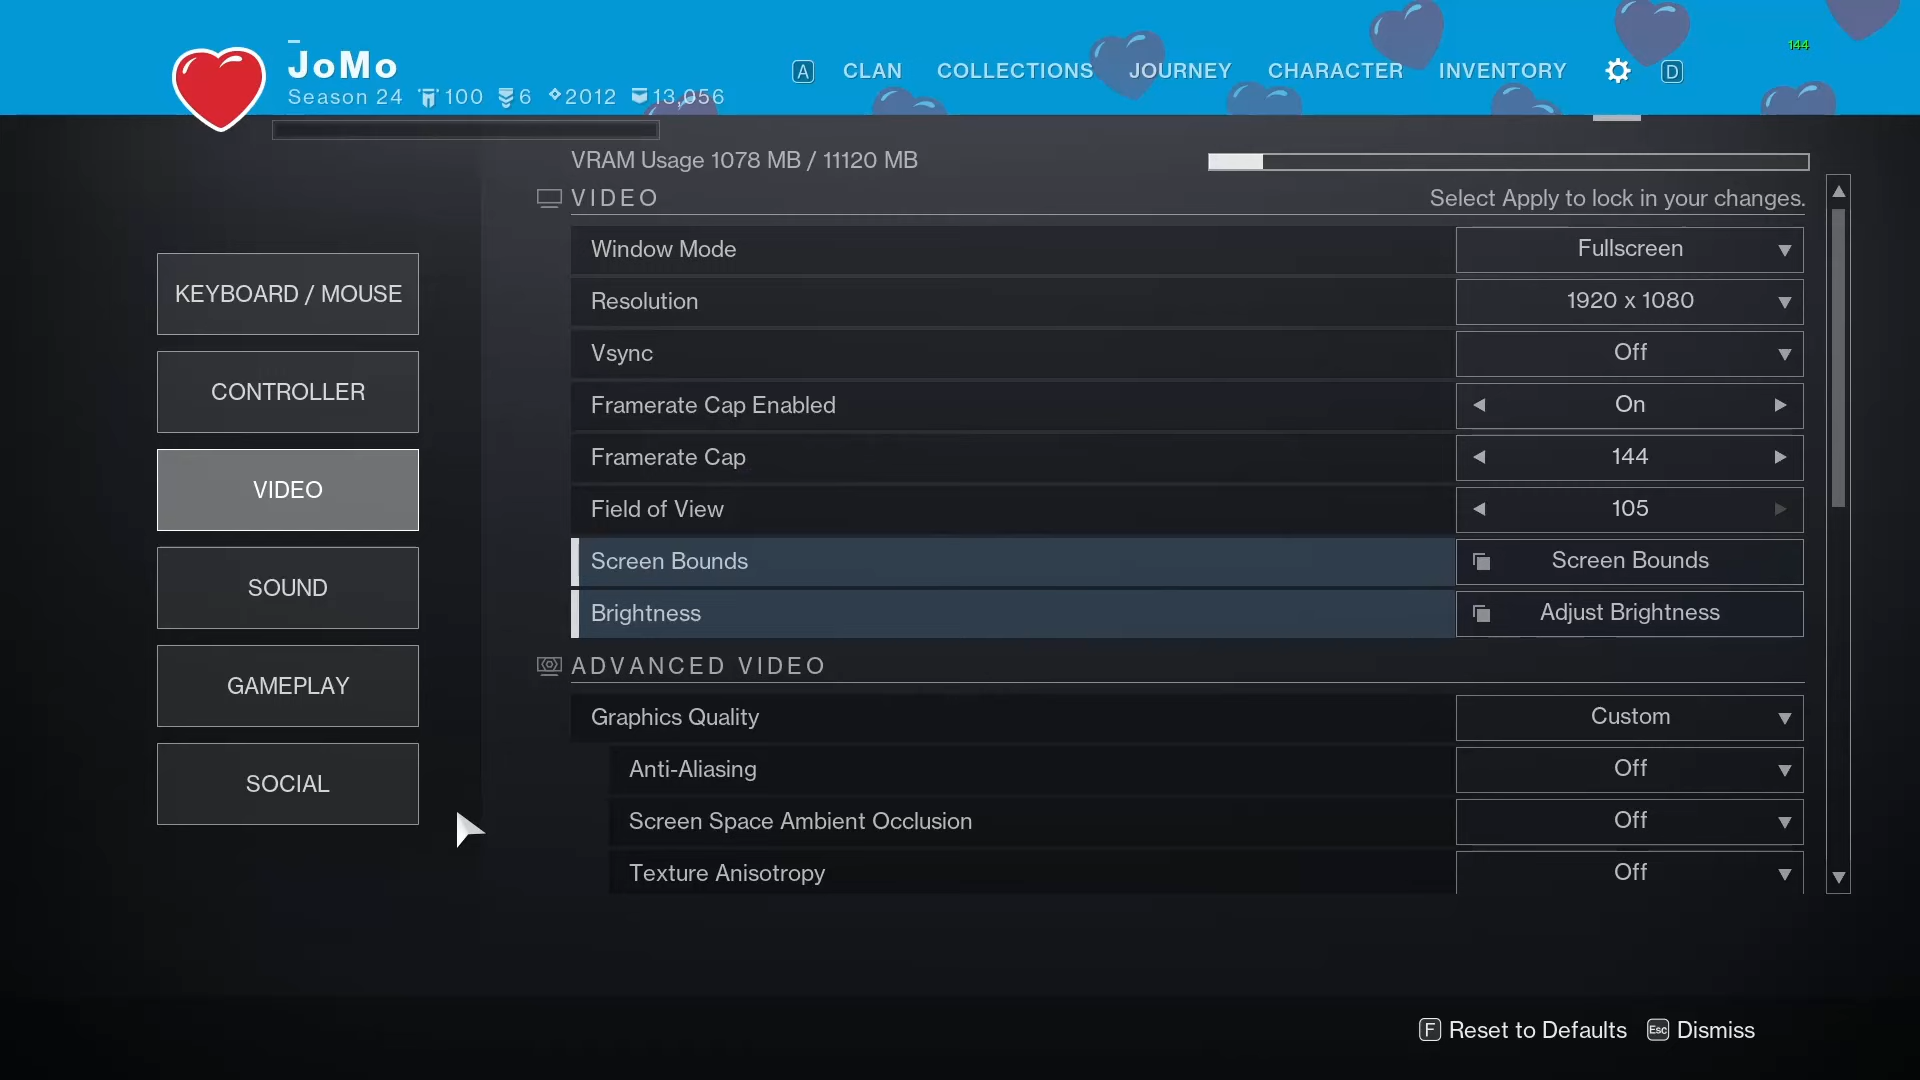 JoMo
Season 24 100 6 2012 13,056
A CLAN COLLECTIONS JOURNEY CHARACTER INVENTORY D
144
VRAM Usage 1078 MB / 11120 MB
VIDEO
Select Apply to lock in your changes.
Window Mode Fullscreen
Resolution 1920 x 1080
Vsync Off
Framerate Cap Enabled On
Framerate Cap 144
Field of View 105
Screen Bounds Screen Bounds
Brightness Adjust Brightness
ADVANCED VIDEO
Graphics Quality Custom
Anti-Aliasing Off
Screen Space Ambient Occlusion Off
Texture Anisotropy Off
KEYBOARD / MOUSE
CONTROLLER
VIDEO
SOUND
GAMEPLAY
SOCIAL
F Reset to Defaults Esc Dismiss